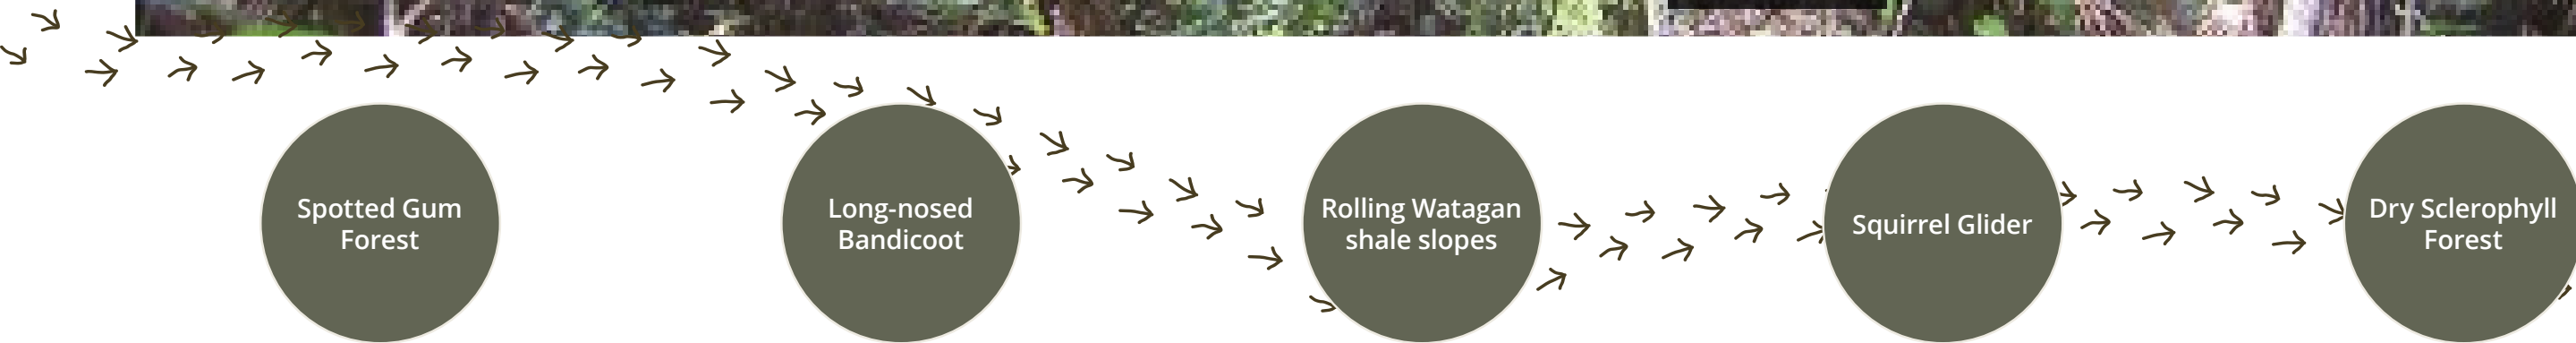 Spotted Gum
Forest
Long-nosed
Bandicoot
Rolling Watagan
shale slopes
Squirrel Glider
Dry Sclerophyll
Forest